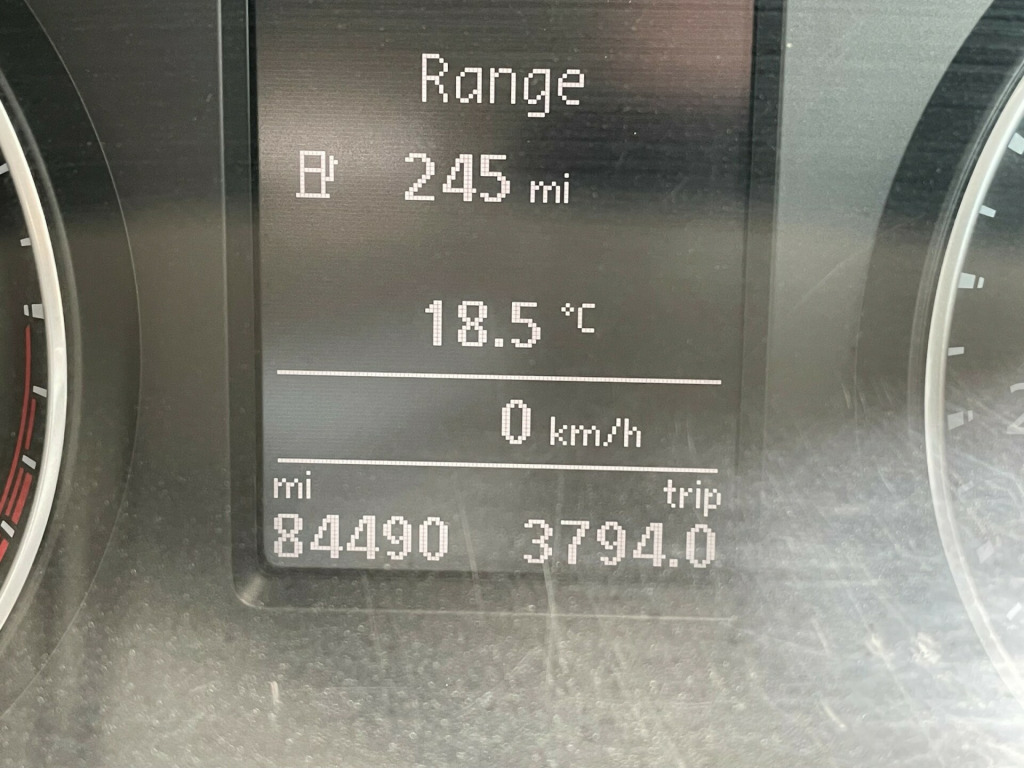 Range
245 mi
18.5 °C
0 km/h
mi trip
84490 3794.0